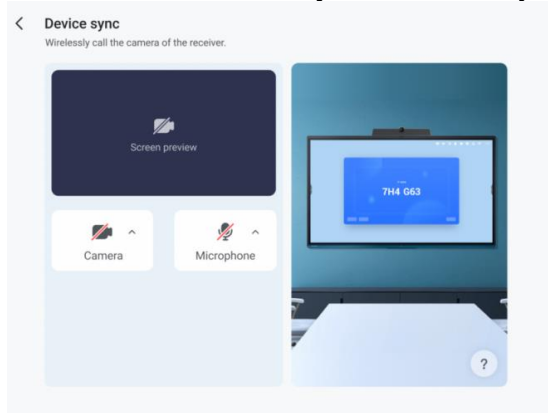 Device sync
Wirelessly call the camera of the receiver.
Screen preview
Camera
Microphone
7H4 G63
?